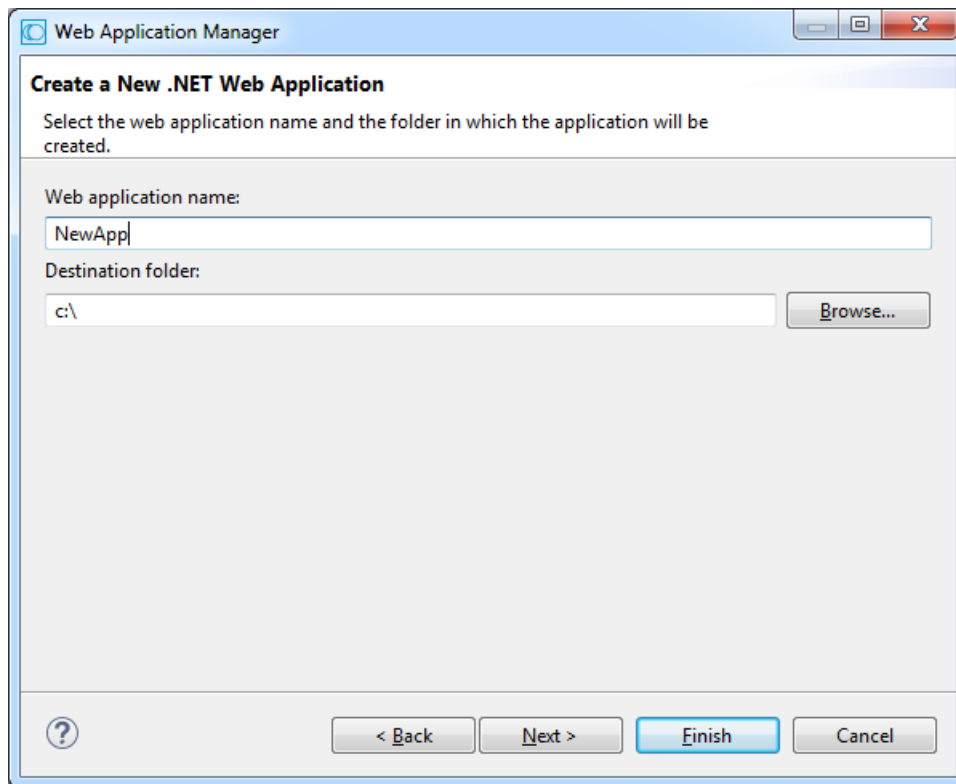 Web Application Manager
Create a New .NET Web Application
Select the web application name and the folder in which the application will be
created.
Web application name:
NewApp
Destination folder:
c:\
Browse...
?
< Back
Next >
Finish
Cancel